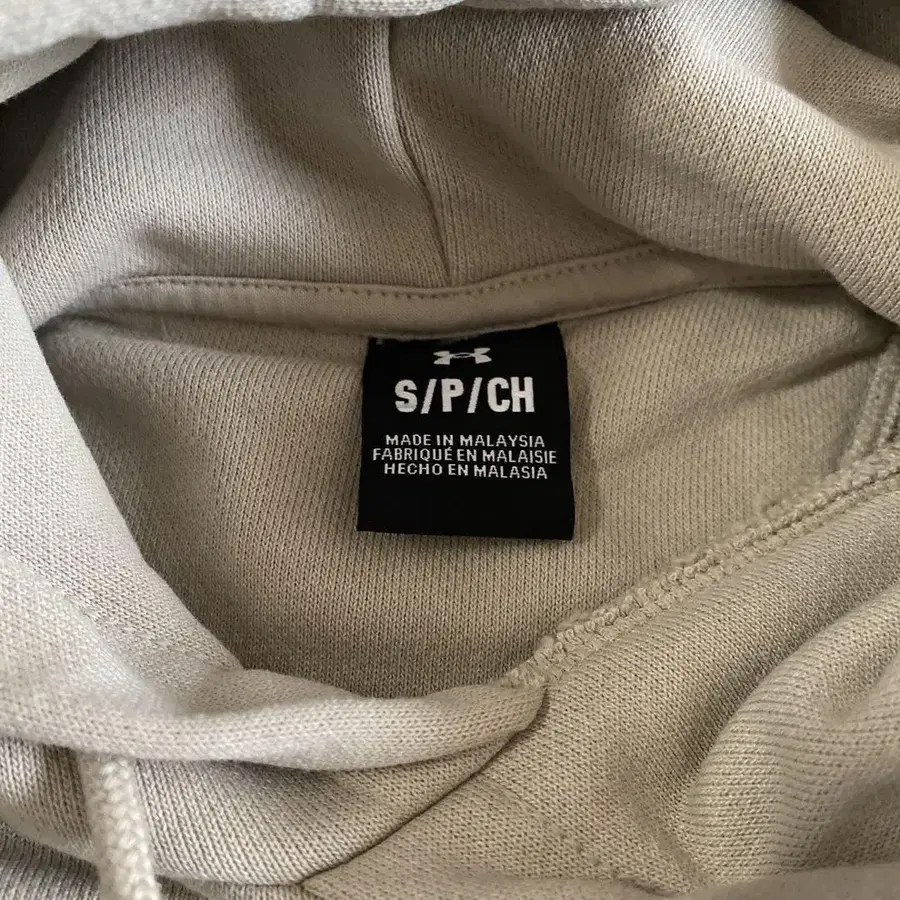 S/P/CH
MADE IN MALAYSIA
FABRIQUÉ EN MALAISIE
HECHO EN MALASIA